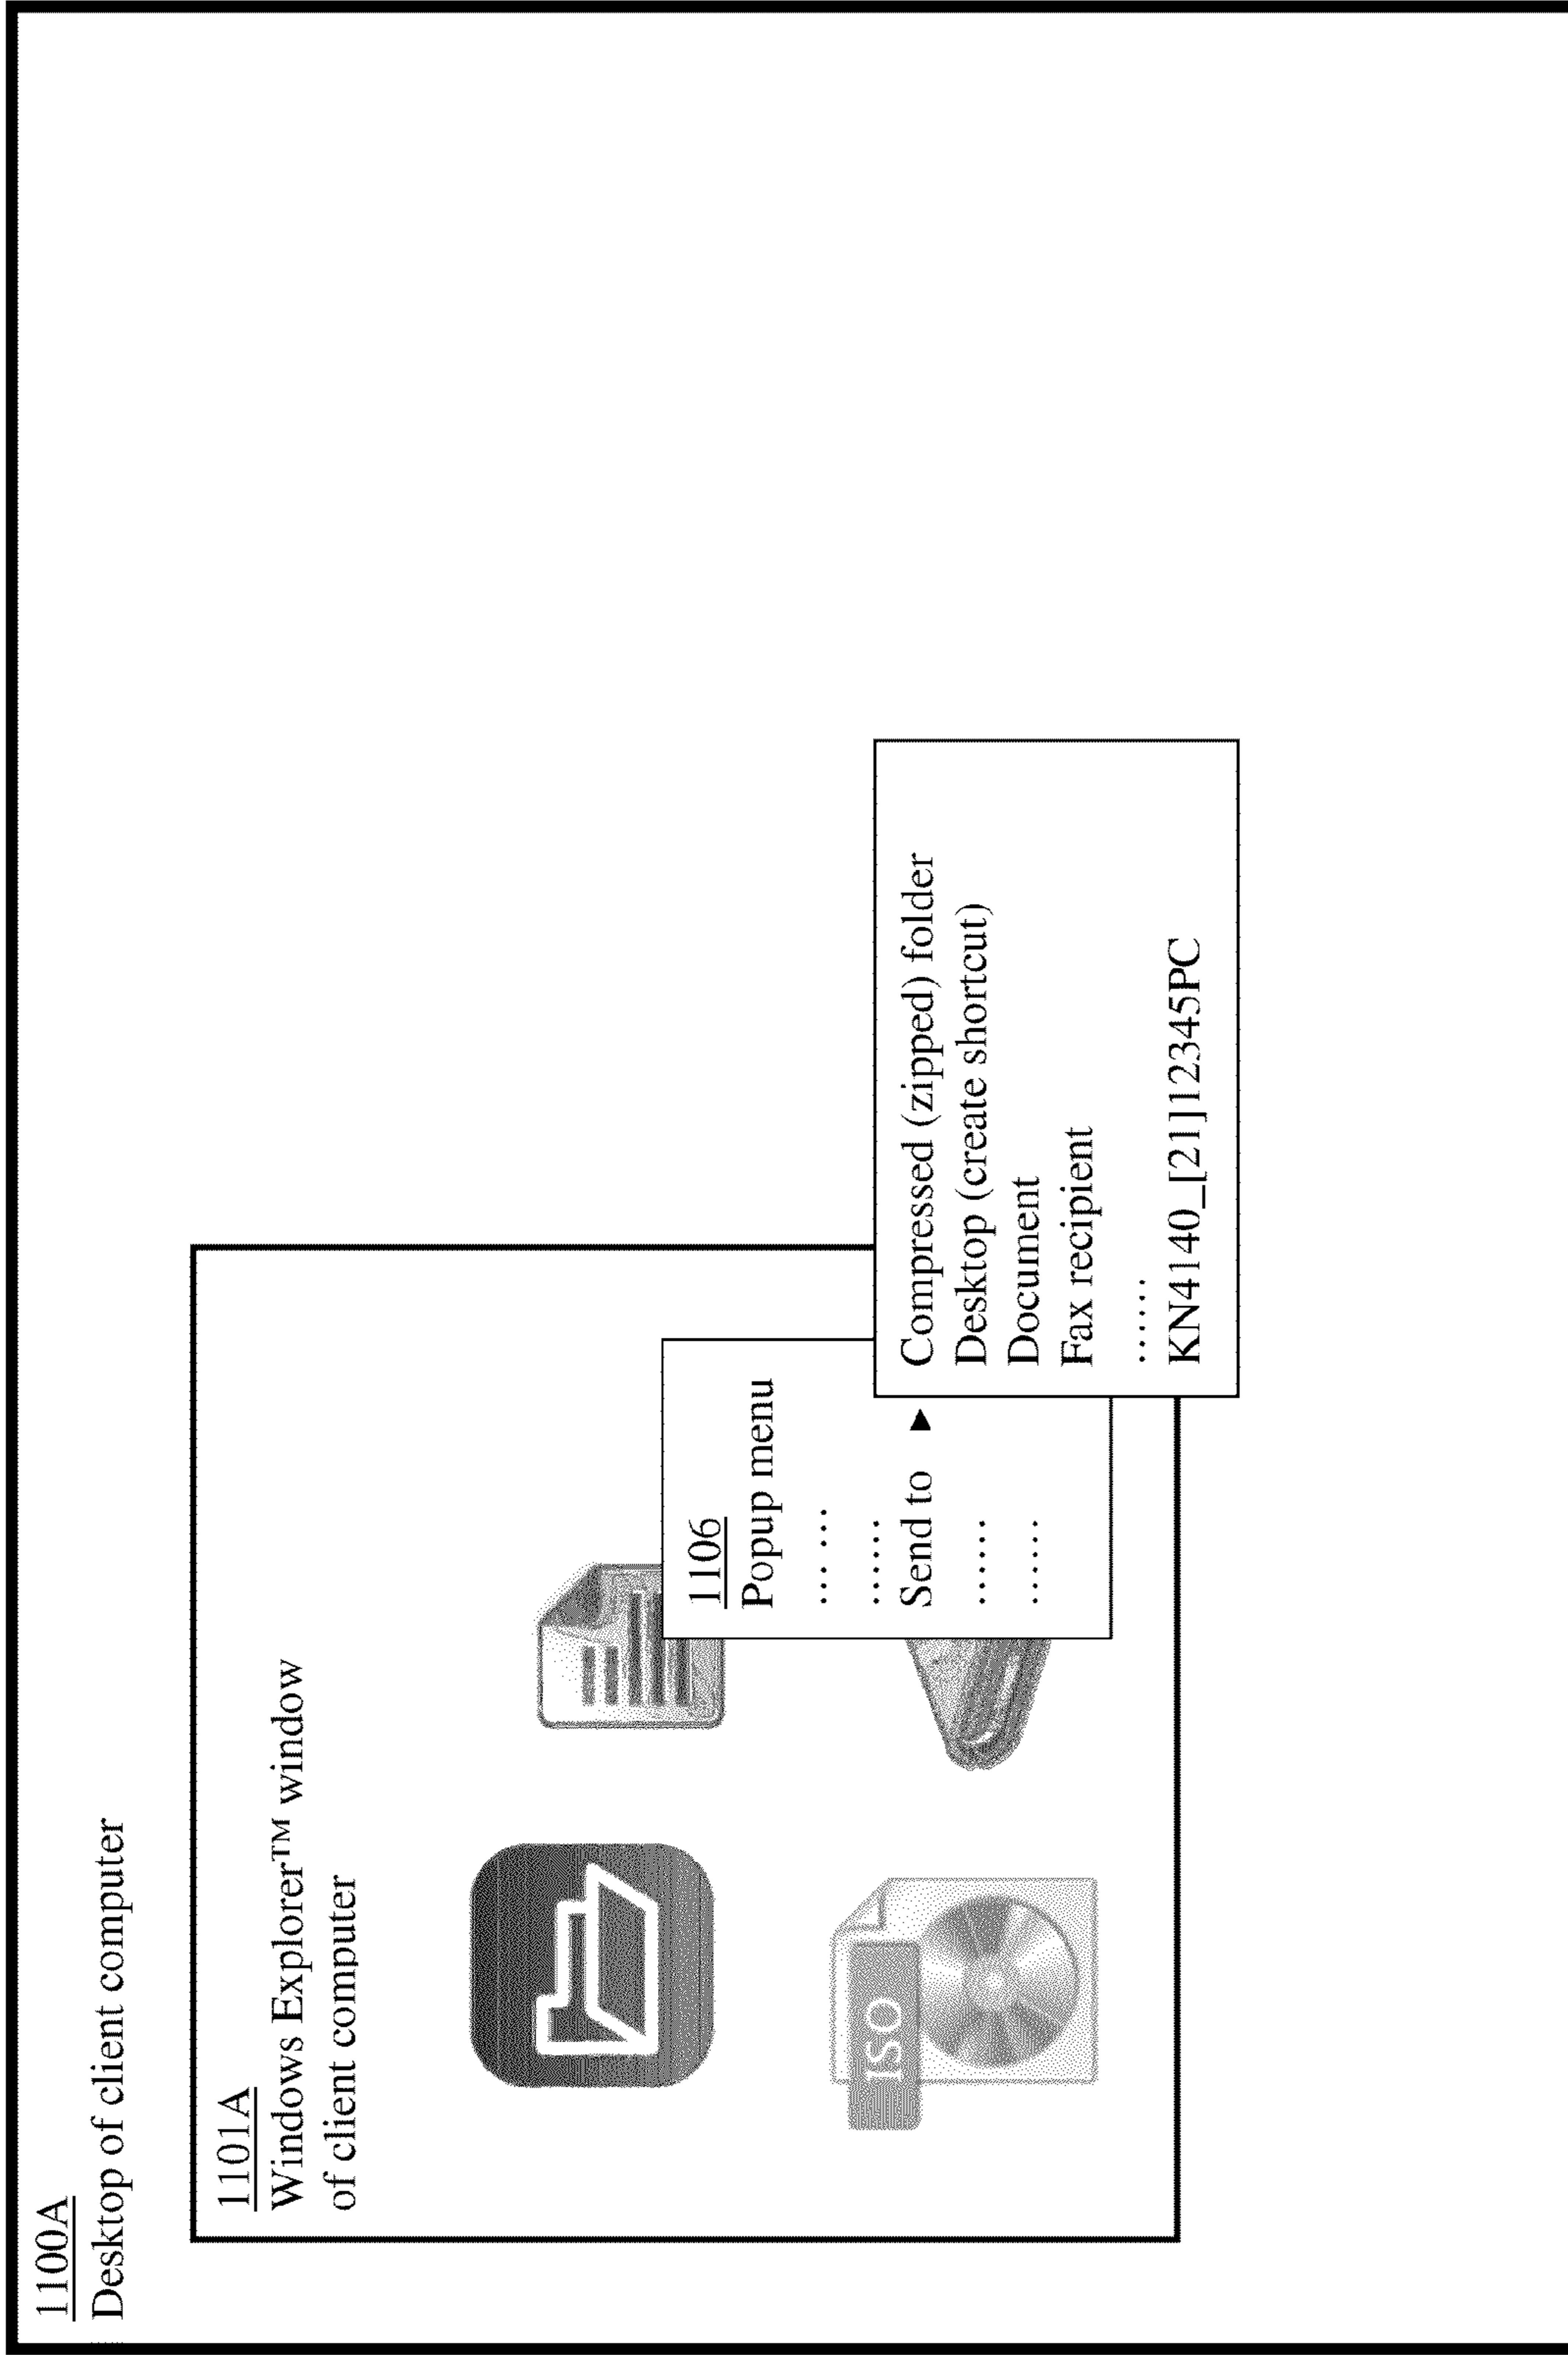 1100A
Desktop of client computer
1101A
Windows Explorer™ window
of client computer
ISO
1106
Popup menu
... ...
......
Send to ►
......
......
Compressed (zipped) folder
Desktop (create shortcut)
Document
Fax recipient
......
KN4140_[21]12345PC